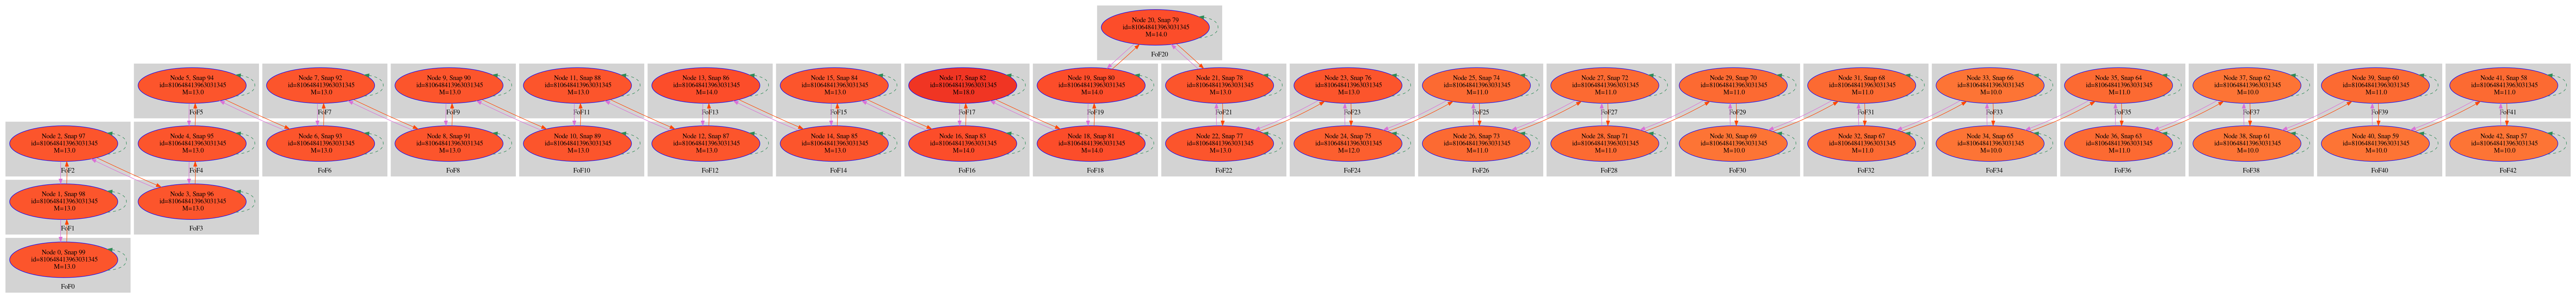 Node 20, Snap 79
id=810648413963031345
M=14.0
FoF20
Node 5, Snap 94
id=810648413963031345
M=13.0
FoF5
Node 7, Snap 92
id=810648413963031345
M=13.0
FoF7
Node 9, Snap 90
id=810648413963031345
M=13.0
FoF9
Node 11, Snap 88
id=810648413963031345
M=13.0
FoF11
Node 13, Snap 86
id=810648413963031345
M=14.0
FoF13
Node 15, Snap 84
id=810648413963031345
M=13.0
FoF15
Node 17, Snap 82
id=810648413963031345
M=18.0
FoF17
Node 19, Snap 80
id=810648413963031345
M=14.0
FoF19
Node 21, Snap 78
id=810648413963031345
M=13.0
FoF21
Node 23, Snap 76
id=810648413963031345
M=13.0
FoF23
Node 25, Snap 74
id=810648413963031345
M=11.0
FoF25
Node 27, Snap 72
id=810648413963031345
M=11.0
FoF27
Node 29, Snap 70
id=810648413963031345
M=11.0
FoF29
Node 31, Snap 68
id=810648413963031345
M=11.0
FoF31
Node 33, Snap 66
id=810648413963031345
M=10.0
FoF33
Node 35, Snap 64
id=810648413963031345
M=11.0
FoF35
Node 37, Snap 62
id=810648413963031345
M=10.0
FoF37
Node 39, Snap 60
id=810648413963031345
M=11.0
FoF39
Node 41, Snap 58
id=810648413963031345
M=11.0
FoF41
Node 2, Snap 97
id=810648413963031345
M=13.0
FoF2
Node 4, Snap 95
id=810648413963031345
M=13.0
FoF4
Node 6, Snap 93
id=810648413963031345
M=13.0
FoF6
Node 8, Snap 91
id=810648413963031345
M=13.0
FoF8
Node 10, Snap 89
id=810648413963031345
M=13.0
FoF10
Node 12, Snap 87
id=810648413963031345
M=13.0
FoF12
Node 14, Snap 85
id=810648413963031345
M=13.0
FoF14
Node 16, Snap 83
id=810648413963031345
M=14.0
FoF16
Node 18, Snap 81
id=810648413963031345
M=14.0
FoF18
Node 22, Snap 77
id=810648413963031345
M=13.0
FoF22
Node 24, Snap 75
id=810648413963031345
M=12.0
FoF24
Node 26, Snap 73
id=810648413963031345
M=11.0
FoF26
Node 28, Snap 71
id=810648413963031345
M=11.0
FoF28
Node 30, Snap 69
id=810648413963031345
M=10.0
FoF30
Node 32, Snap 67
id=810648413963031345
M=11.0
FoF32
Node 34, Snap 65
id=810648413963031345
M=10.0
FoF34
Node 36, Snap 63
id=810648413963031345
M=11.0
FoF36
Node 38, Snap 61
id=810648413963031345
M=10.0
FoF38
Node 40, Snap 59
id=810648413963031345
M=10.0
FoF40
Node 42, Snap 57
id=810648413963031345
M=10.0
FoF42
Node 1, Snap 98
id=810648413963031345
M=13.0
FoF1
Node 3, Snap 96
id=810648413963031345
M=13.0
FoF3
Node 0, Snap 99
id=810648413963031345
M=13.0
FoF0